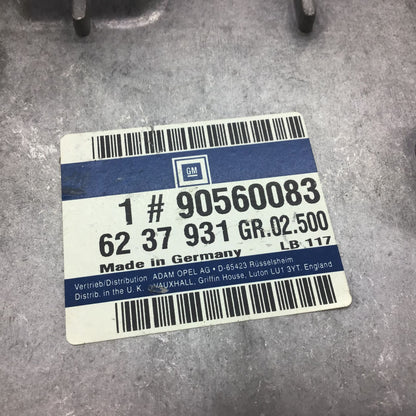 GM
1 # 90560083
62 37 931 GR.02.500
Made in Germany LB 117
Vertrieb/Distribution ADAM OPEL AG • D-65423 Rüsselsheim
Distrib. in the U. K. VAUXHALL, Griffin House, Luton LU1 3YT. England